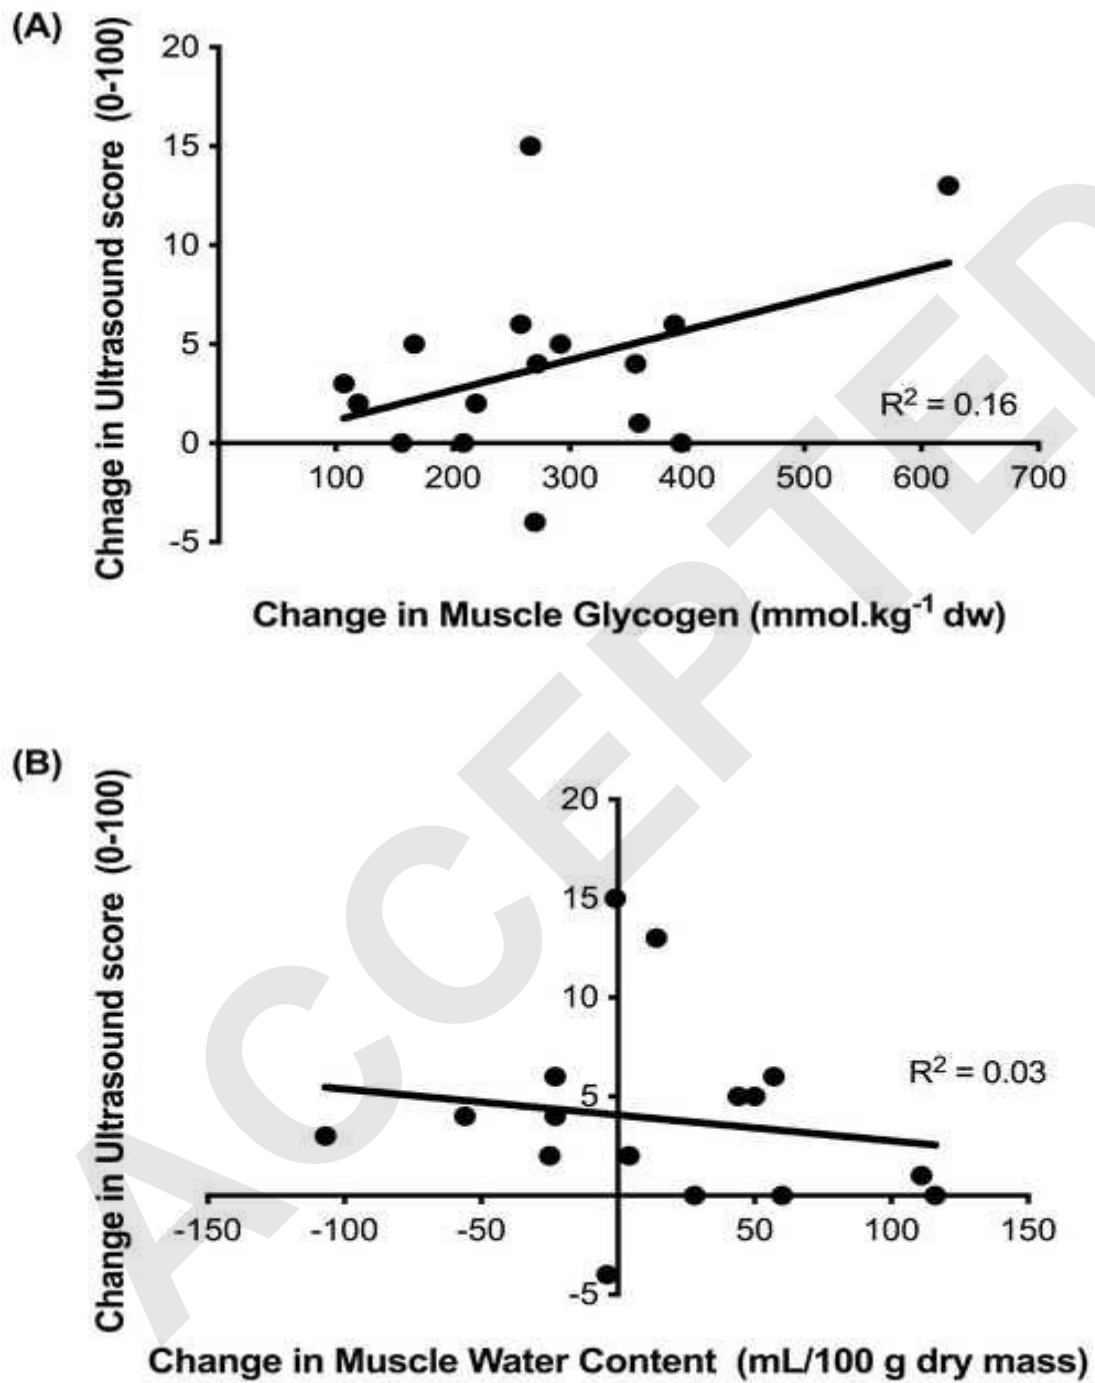 (A)
Chnage in Ultrasound score (0-100)
20
15
10
5
0
-5
100 200 300 400 500 600 700
R² = 0.16
Change in Muscle Glycogen (mmol.kg⁻¹ dw)
(B)
Change in Ultrasound score (0-100)
20
15
10
5
-5
-150 -100 -50 50 100 150
R² = 0.03
Change in Muscle Water Content (mL/100 g dry mass)
ACCEPTED